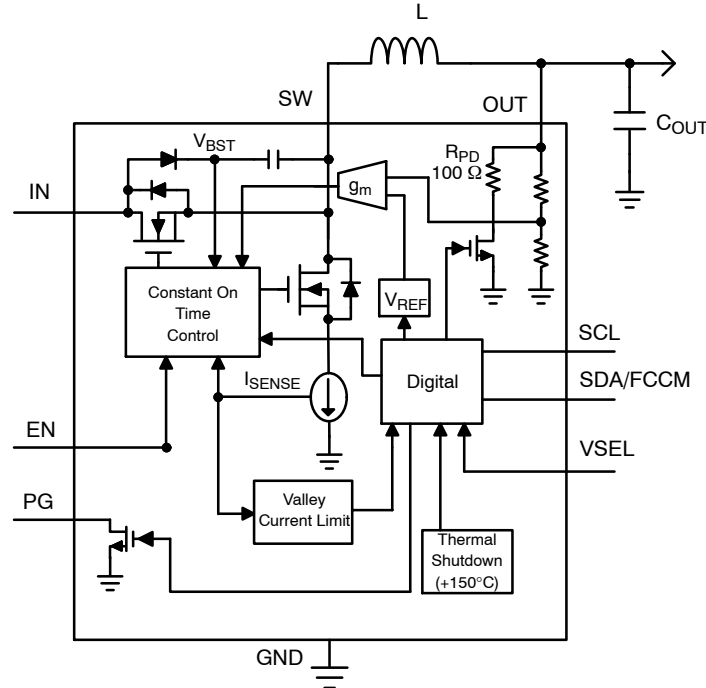 L
SW
OUT
C_OUT
V_BST
R_PD
100 Ω
g_m
IN
Constant On
Time
Control
V_REF
SCL
I_SENSE
Digital
SDA/FCCM
EN
VSEL
PG
Valley
Current Limit
Thermal
Shutdown
(+150°C)
GND